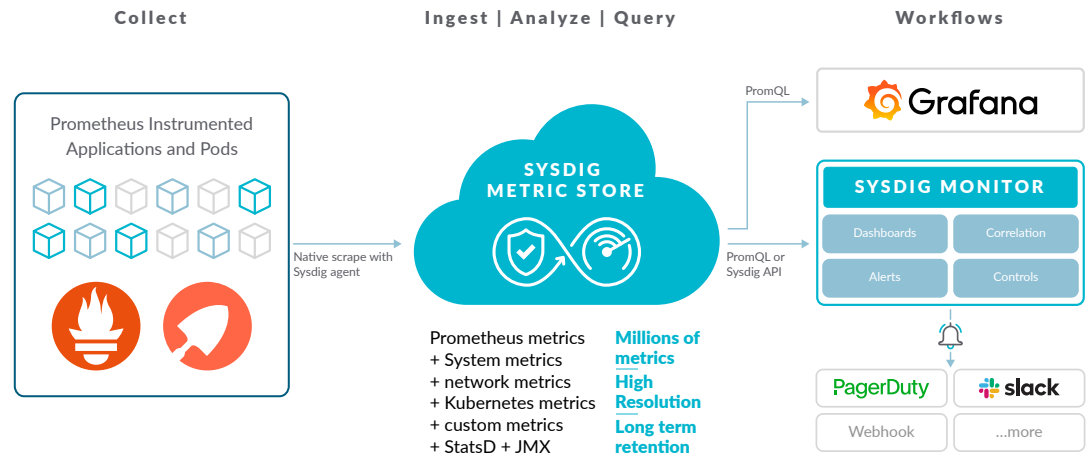 Collect
Ingest | Analyze | Query
Workflows
Prometheus Instrumented
Applications and Pods
Native scrape with
Sysdig agent
SYSDIG
METRIC STORE
PromQL
PromQL or
Sysdig API
Grafana
SYSDIG MONITOR
Dashboards
Correlation
Alerts
Controls
Prometheus metrics
+ System metrics
+ network metrics
+ Kubernetes metrics
+ custom metrics
+ StatsD + JMX
Millions of
metrics
High
Resolution
Long term
retention
PagerDuty
slack
Webhook
...more